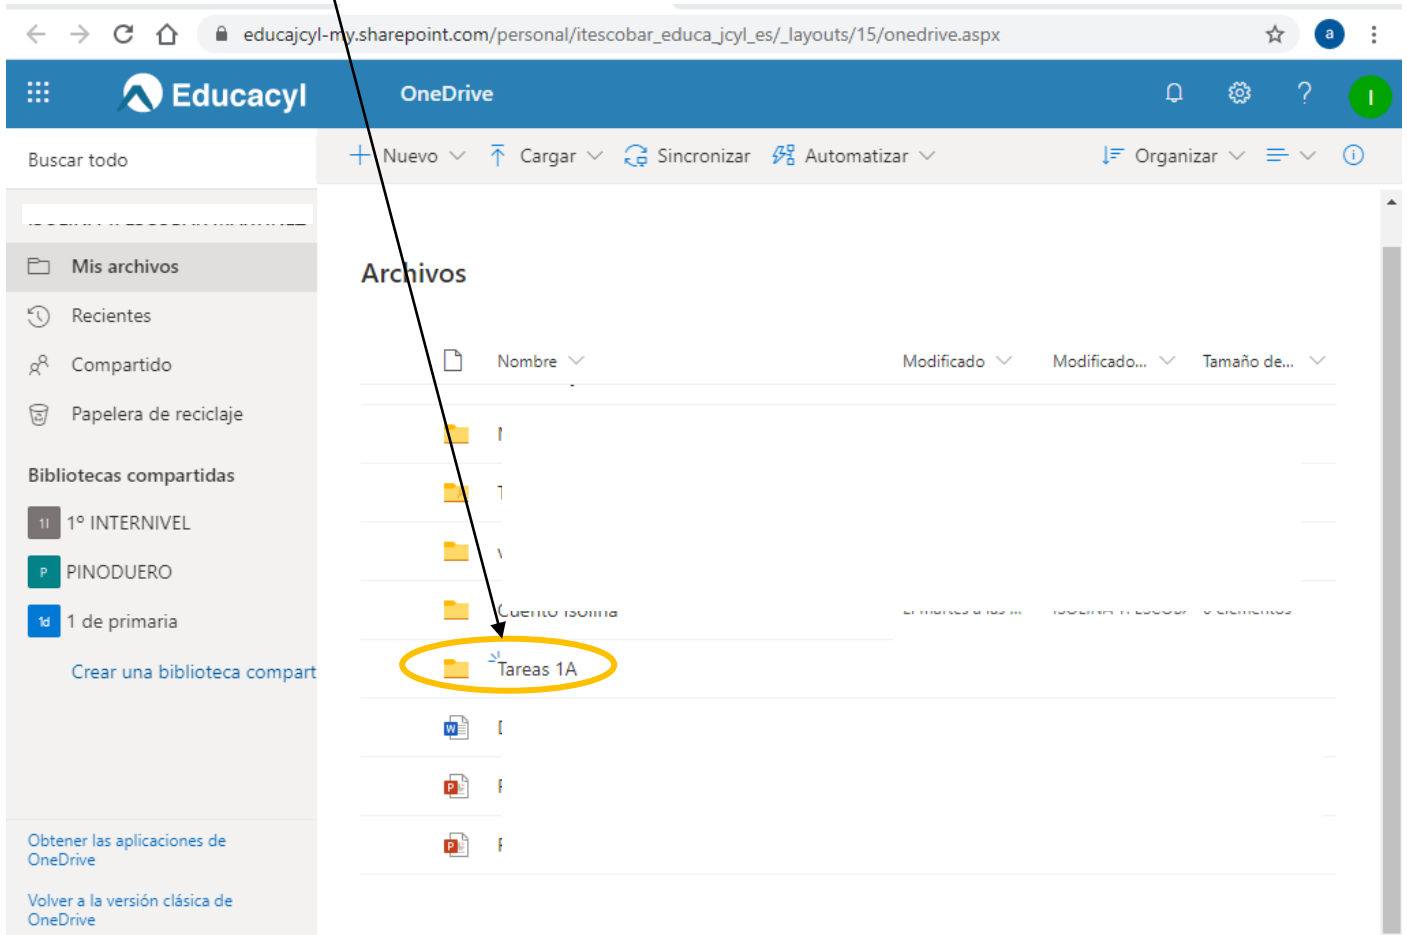 educajcyl-my.sharepoint.com/personal/itescobar_educa_jcyl_es/_layouts/15/onedrive.aspx
a
Educacyl
OneDrive
?
I
Buscar todo
Nuevo
Cargar
Sincronizar
Automatizar
Organizar
Mis archivos
Recientes
Compartido
Papelera de reciclaje
Bibliotecas compartidas
1I 1º INTERNIVEL
P PINODUERO
1d 1 de primaria
Crear una biblioteca compart
Obtener las aplicaciones de
OneDrive
Volver a la versión clásica de
OneDrive
Archivos
Nombre Modificado Modificado... Tamaño de...
Cuento Isolina
Tareas 1A